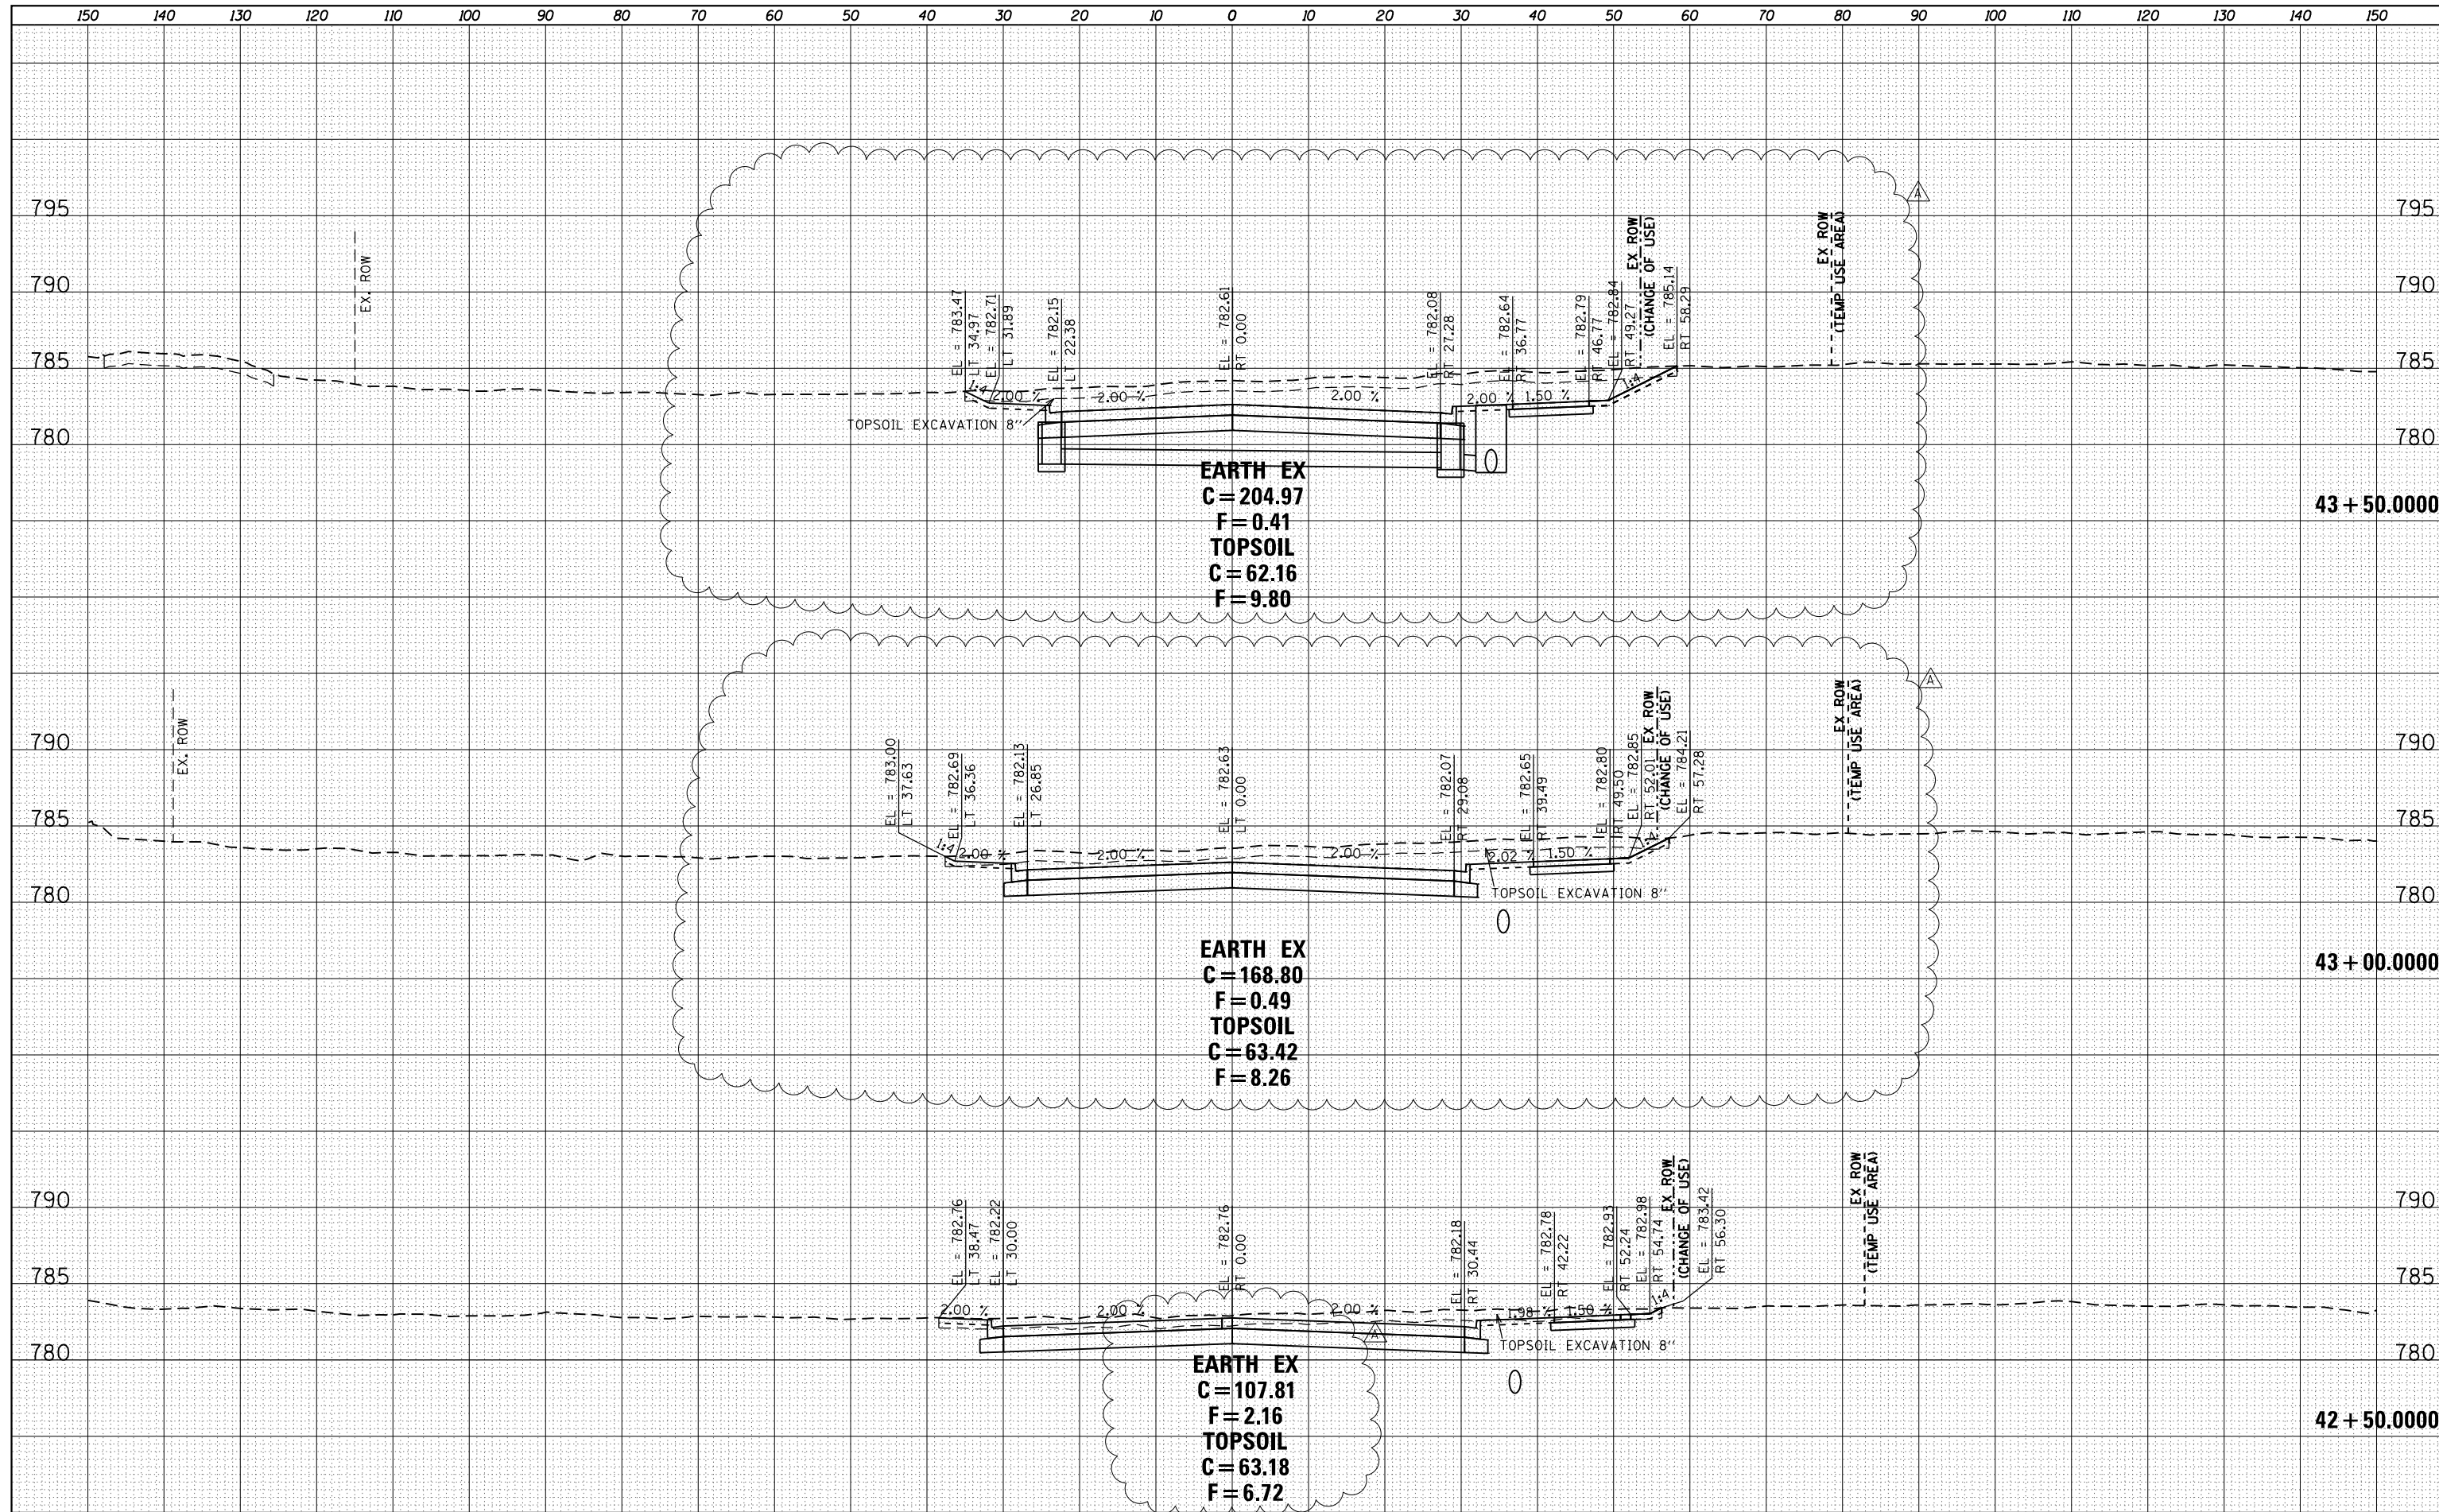 150 140 130 120 110 100 90 80 70 60 50 40 30 20 10 0 10 20 30 40 50 60 70 80 90 100 110 120 130 140 150
795
790
785
780
EX. ROW
EL = 783.47
LT 34.97
EL = 782.71
LT 31.89
EL = 782.15
LT 22.38
EL = 782.61
RT 0.00
EL = 782.08
RT 27.28
EL = 782.64
RT 36.77
EL = 782.79
RT 46.77
EL = 782.84
RT 49.27
EX ROW
(CHANGE OF USE)
EL = 785.14
RT 58.29
EX ROW
(TEMP USE AREA)
A
795
790
785
780
1:4
2.00 %
2.00 %
2.00 %
2.00 %
1.50 %
1:4
TOPSOIL EXCAVATION 8"
EARTH EX
C=204.97
F=0.41
TOPSOIL
C=62.16
F=9.80
43+50.0000
790
785
780
EX. ROW
EL = 783.00
LT 37.63
EL = 782.69
LT 36.36
EL = 782.13
LT 26.85
EL = 782.63
LT 0.00
EL = 782.07
RT 29.08
EL = 782.65
RT 39.49
EL = 782.80
RT 49.50
EL = 782.85
RT 52.01
EX ROW
(CHANGE OF USE)
EL = 784.21
RT 57.28
EX ROW
(TEMP USE AREA)
A
790
785
780
1:4
2.00 %
2.00 %
2.00 %
2.02 %
1.50 %
1:4
TOPSOIL EXCAVATION 8"
EARTH EX
C=168.80
F=0.49
TOPSOIL
C=63.42
F=8.26
43+00.0000
790
785
780
EL = 782.76
LT 38.47
EL = 782.22
LT 30.00
EL = 782.76
RT 0.00
EL = 782.18
RT 30.44
EL = 782.78
RT 42.22
EL = 782.93
RT 52.24
EL = 782.98
RT 54.74
EX ROW
(CHANGE OF USE)
EL = 783.42
RT 56.30
EX ROW
(TEMP USE AREA)
790
785
780
2.00 %
2.00 %
2.00 %
1.98 %
1.50 %
1:4
A
TOPSOIL EXCAVATION 8"
EARTH EX
C=107.81
F=2.16
TOPSOIL
C=63.18
F=6.72
42+50.0000